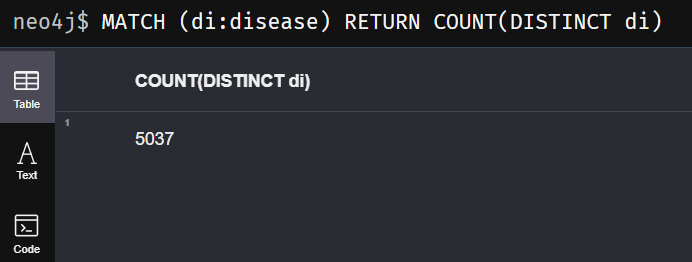 neo4j$ MATCH (di:disease) RETURN COUNT(DISTINCT di)
COUNT(DISTINCT di)
Table
1
5037
Text
Code